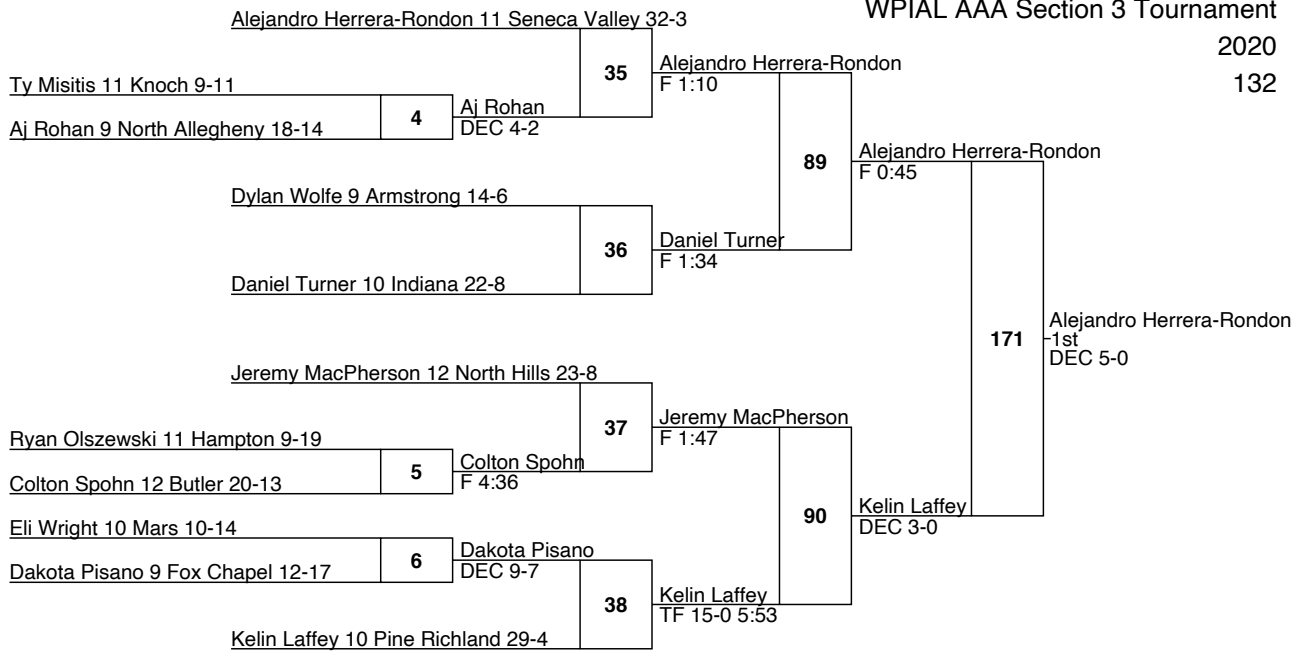 WPIAL AAA Section 3 Tournament
2020
132
Alejandro Herrera-Rondon 11 Seneca Valley 32-3
35
Alejandro Herrera-Rondon
F 1:10
Ty Misitis 11 Knoch 9-11
4
Aj Rohan
DEC 4-2
Aj Rohan 9 North Allegheny 18-14
89
Alejandro Herrera-Rondon
F 0:45
Dylan Wolfe 9 Armstrong 14-6
36
Daniel Turner
F 1:34
Daniel Turner 10 Indiana 22-8
171
Alejandro Herrera-Rondon
1st
DEC 5-0
Jeremy MacPherson 12 North Hills 23-8
37
Jeremy MacPherson
F 1:47
Ryan Olszewski 11 Hampton 9-19
5
Colton Spohn
F 4:36
Colton Spohn 12 Butler 20-13
90
Kelin Laffey
DEC 3-0
Eli Wright 10 Mars 10-14
6
Dakota Pisano
DEC 9-7
Dakota Pisano 9 Fox Chapel 12-17
38
Kelin Laffey
TF 15-0 5:53
Kelin Laffey 10 Pine Richland 29-4